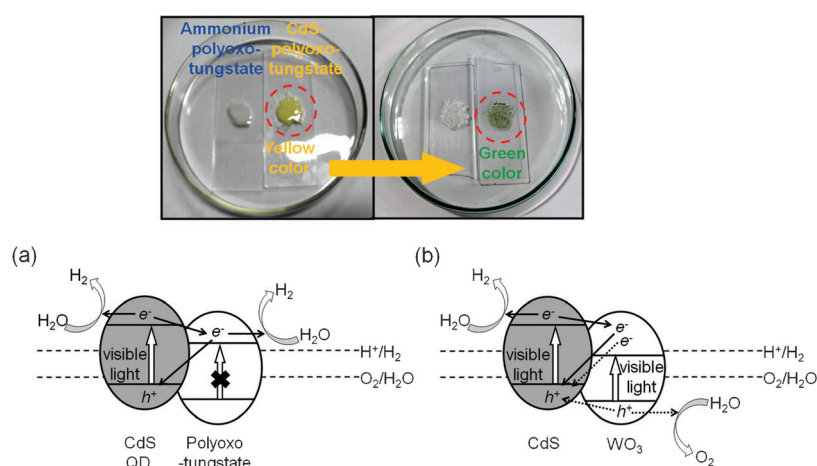 Ammonium
polyoxo-
tungstate
CdS-
polyoxo-
tungstate
Yellow
color
Green
color
(a)
H2
H2O
e-
e-
H2
H2O
visible
light
h+
H+/H2
O2/H2O
CdS
QD
Polyoxo
-tungstate
(b)
H2
H2O
e-
e-
e-
visible
light
visible
light
h+
h+
H+/H2
O2/H2O
H2O
O2
CdS
WO3